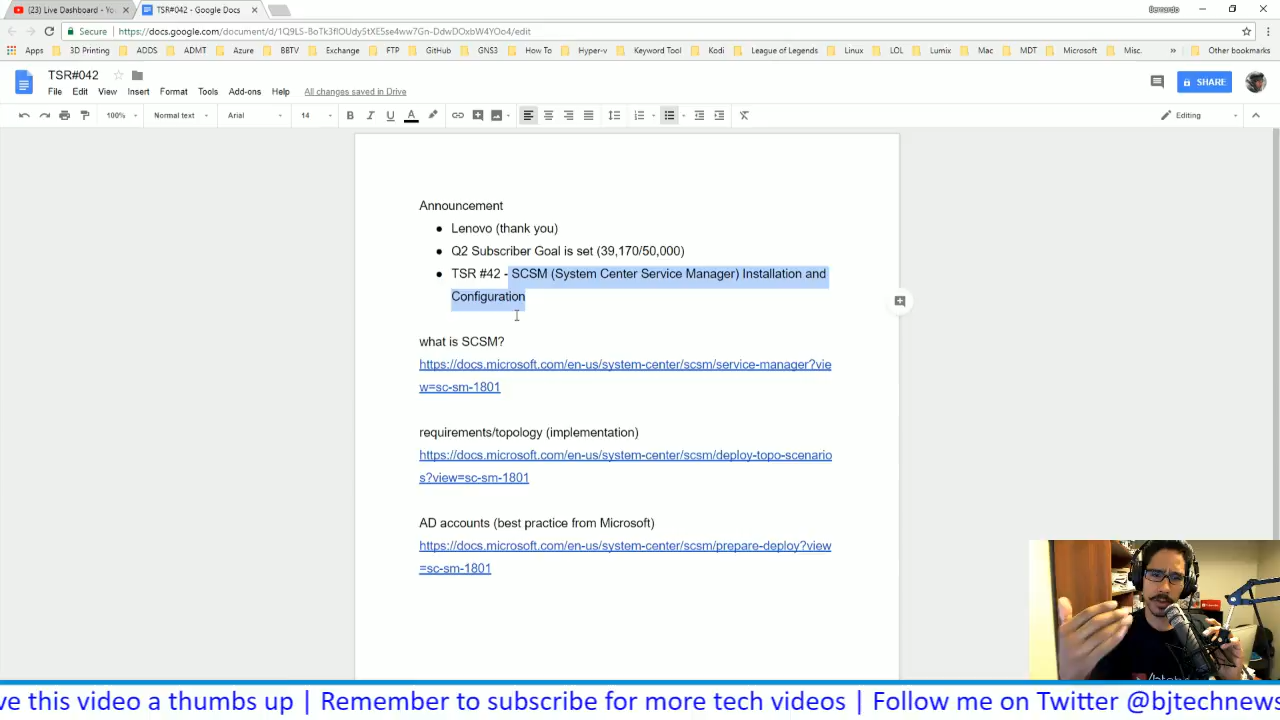 (23) Live Dashboard - Yo
TSR#042 - Google Docs
Bernardo
Secure
https://docs.google.com/document/d/1Q9LS-BoTk3fIOUdy5tXE5se4ww7Gn-DdwDOxbW4YOo4/edit
Apps 3D Printing ADDS ADMT Azure BBTV Exchange FTP GitHub GNS3 How To Hyper-v Keyword Tool Kodi League of Legends Linux LOL Lumix Mac MDT Microsoft Misc. » Other bookmarks
TSR#042
SHARE
File Edit View Insert Format Tools Add-ons Help All changes saved in Drive
100% Normal text Arial 14 B I U A Editing
Announcement
● Lenovo (thank you)
● Q2 Subscriber Goal is set (39,170/50,000)
● TSR #42 - SCSM (System Center Service Manager) Installation and
Configuration
what is SCSM?
https://docs.microsoft.com/en-us/system-center/scsm/service-manager?vie
w=sc-sm-1801
requirements/topology (implementation)
https://docs.microsoft.com/en-us/system-center/scsm/deploy-topo-scenario
s?view=sc-sm-1801
AD accounts (best practice from Microsoft)
https://docs.microsoft.com/en-us/system-center/scsm/prepare-deploy?view
=sc-sm-1801
ve this video a thumbs up | Remember to subscribe for more tech videos | Follow me on Twitter @bjtechnews